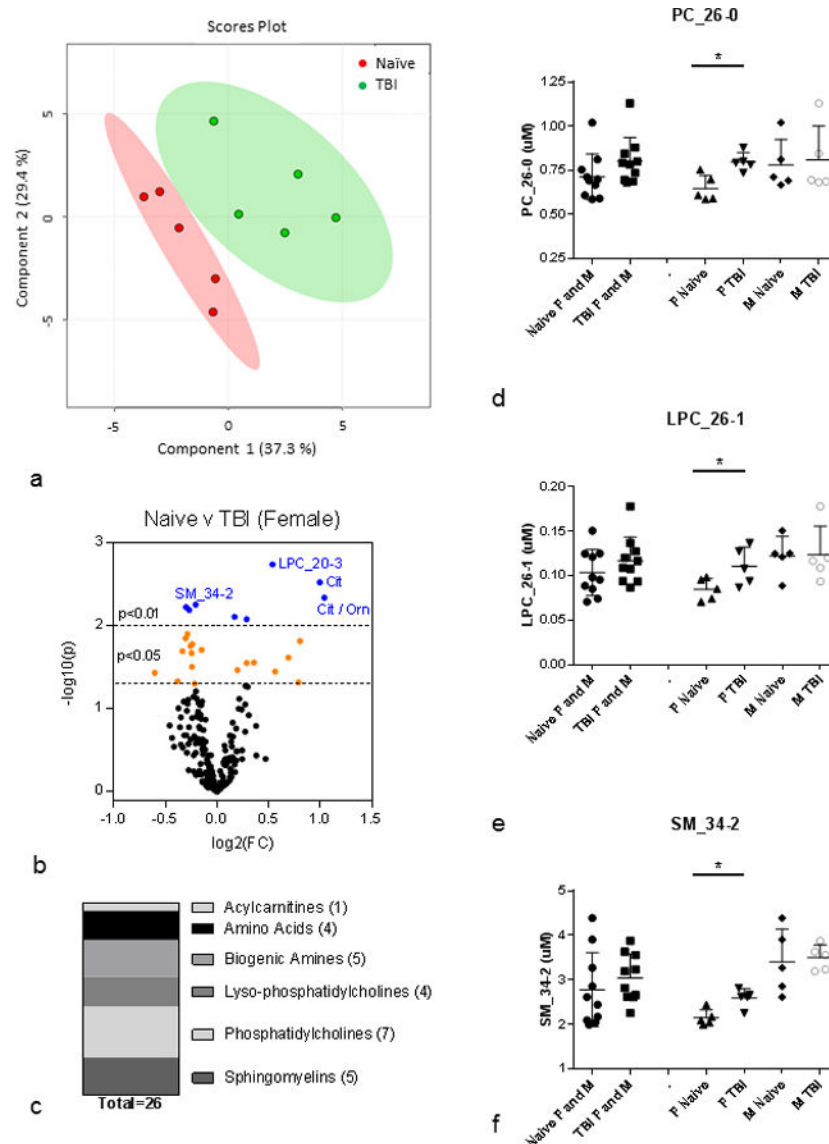 Scores Plot
Naïve
TBI
5
0
-5
Component 2 (29.4 %)
-5
0
5
Component 1 (37.3 %)
a
Naive v TBI (Female)
3
2
1
0
-log10(p)
LPC_20-3
Cit
SM_34-2
Cit / Orn
p<0.01
p<0.05
-1.0
-0.5
0.0
0.5
1.0
1.5
log2(FC)
b
Acylcarnitines (1)
Amino Acids (4)
Biogenic Amines (5)
Lyso-phosphatidylcholines (4)
Phosphatidylcholines (7)
Sphingomyelins (5)
Total=26
c
PC_26-0
*
1.25
1.00
0.75
0.50
0.25
PC_26-0 (uM)
Naive F and M
TBI F and M
.
F Naive
F TBI
M Naive
M TBI
d
LPC_26-1
*
0.20
0.15
0.10
0.05
0.00
LPC_26-1 (uM)
Naive F and M
TBI F and M
.
F Naive
F TBI
M Naive
M TBI
e
SM_34-2
*
5
4
3
2
1
SM_34-2 (uM)
Naive F and M
TBI F and M
.
F Naive
F TBI
M Naive
M TBI
f